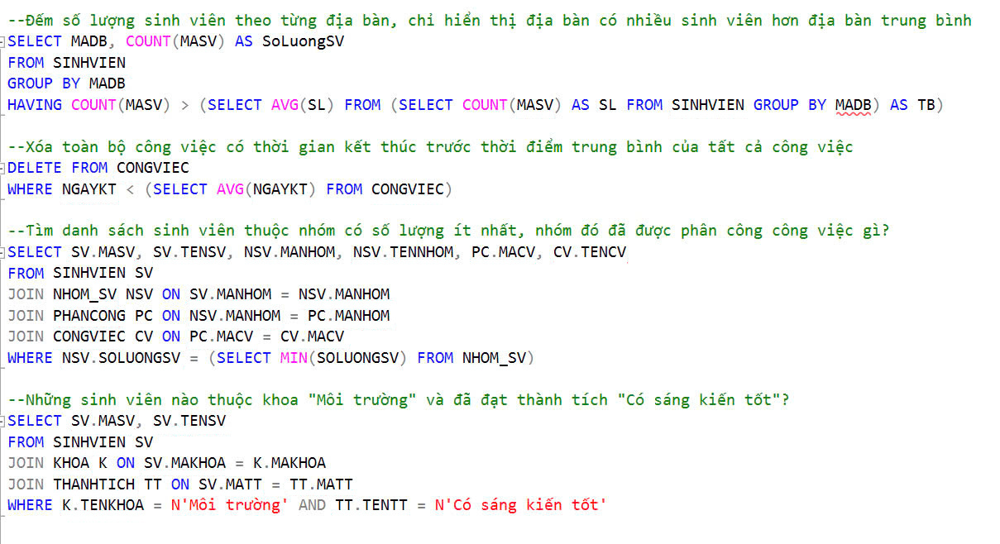 --Đếm số lượng sinh viên theo từng địa bàn, chỉ hiển thị địa bàn có nhiều sinh viên hơn địa bàn trung bình
SELECT MADB, COUNT(MASV) AS SoLuongSV
FROM SINHVIEN
GROUP BY MADB
HAVING COUNT(MASV) > (SELECT AVG(SL) FROM (SELECT COUNT(MASV) AS SL FROM SINHVIEN GROUP BY MADB) AS TB)
--Xóa toàn bộ công việc có thời gian kết thúc trước thời điểm trung bình của tất cả công việc
DELETE FROM CONGVIEC
WHERE NGAYKT < (SELECT AVG(NGAYKT) FROM CONGVIEC)
--Tìm danh sách sinh viên thuộc nhóm có số lượng ít nhất, nhóm đó đã được phân công công việc gì?
SELECT SV.MASV, SV.TENSV, NSV.MANHOM, NSV.TENNHOM, PC.MACV, CV.TENCV
FROM SINHVIEN SV
JOIN NHOM_SV NSV ON SV.MANHOM = NSV.MANHOM
JOIN PHANCONG PC ON NSV.MANHOM = PC.MANHOM
JOIN CONGVIEC CV ON PC.MACV = CV.MACV
WHERE NSV.SOLUONGSV = (SELECT MIN(SOLUONGSV) FROM NHOM_SV)
--Những sinh viên nào thuộc khoa "Môi trường" và đã đạt thành tích "Có sáng kiến tốt"?
SELECT SV.MASV, SV.TENSV
FROM SINHVIEN SV
JOIN KHOA K ON SV.MAKHOA = K.MAKHOA
JOIN THANHTICH TT ON SV.MATT = TT.MATT
WHERE K.TENKHOA = N'Môi trường' AND TT.TENTT = N'Có sáng kiến tốt'